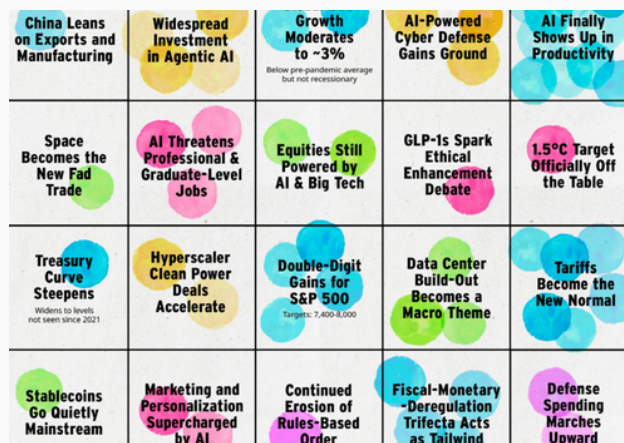 China Leans
on Exports and
Manufacturing
Widespread
Investment
in Agentic AI
Growth
Moderates
to ~3%
Below pre-pandemic average
but not recessionary
AI-Powered
Cyber Defense
Gains Ground
AI Finally
Shows Up in
Productivity
Space
Becomes the
New Fad
Trade
AI Threatens
Professional &
Graduate-Level
Jobs
Equities Still
Powered by
AI & Big Tech
GLP-1s Spark
Ethical
Enhancement
Debate
1.5°C Target
Officially Off
the Table
Treasury
Curve
Steepens
Widens to levels
not seen since 2021
Hyperscaler
Clean Power
Deals
Accelerate
Double-Digit
Gains for
S&P 500
Targets: 7,400-8,000
Data Center
Build-Out
Becomes a
Macro Theme
Tariffs
Become the
New Normal
Stablecoins
Go Quietly
Mainstream
Marketing and
Personalization
Supercharged
by AI
Continued
Erosion of
Rules-Based
Order
Fiscal-Monetary
-Deregulation
Trifecta Acts
as Tailwind
Defense
Spending
Marches
Upward